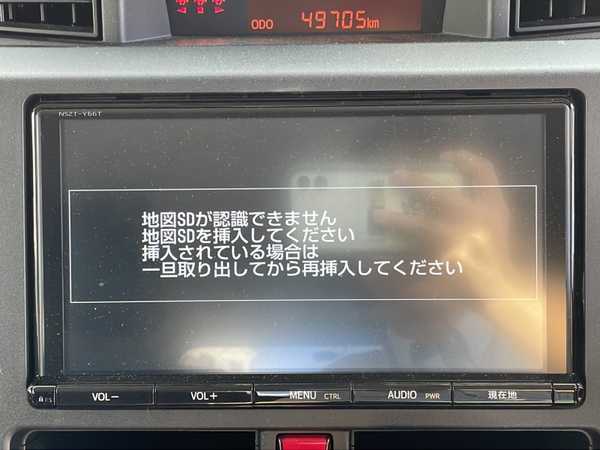 ODO 49705km
NSZT-Y66T
地図SDが認識できません
地図SDを挿入してください
挿入されている場合は
一旦取り出してから再挿入してください
VOL− VOL+ MENU CTRL AUDIO PWR 現在地